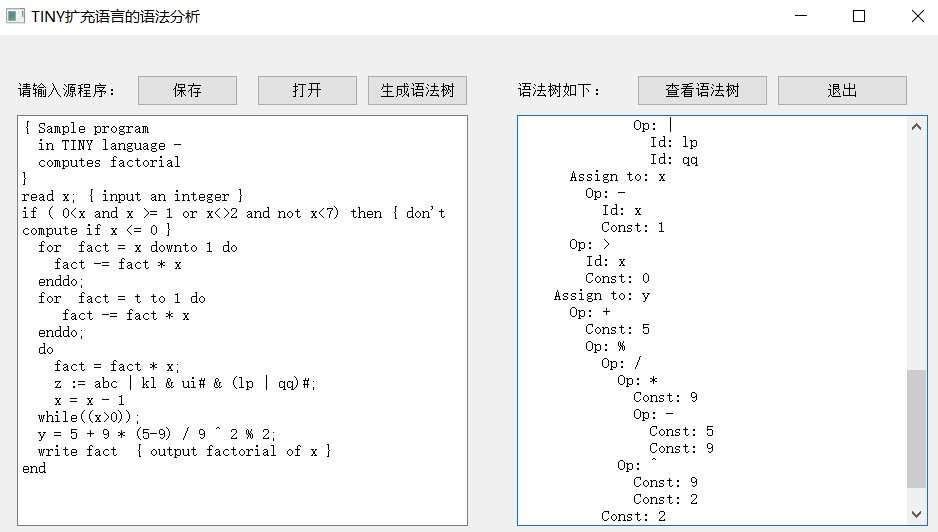 TINY扩充语言的语法分析
请输入源程序： 保存 打开 生成语法树 语法树如下： 查看语法树 退出
{ Sample program
  in TINY language -
  computes factorial
}
read x; { input an integer }
if ( 0<x and x >= 1 or x<>2 and not x<7) then { don't
compute if x <= 0 }
  for  fact = x downto 1 do
    fact -= fact * x
  enddo;
  for  fact = t to 1 do
     fact -= fact * x
  enddo;
  do
    fact = fact * x;
    z := abc | kl & ui# & (lp | qq)#;
    x = x - 1
  while((x>0));
  y = 5 + 9 * (5-9) / 9 ^ 2 % 2;
  write fact  { output factorial of x }
end
Op: |
Id: lp
Id: qq
Assign to: x
Op: -
Id: x
Const: 1
Op: >
Id: x
Const: 0
Assign to: y
Op: +
Const: 5
Op: %
Op: /
Op: *
Const: 9
Op: -
Const: 5
Const: 9
Op: ^
Const: 9
Const: 2
Const: 2